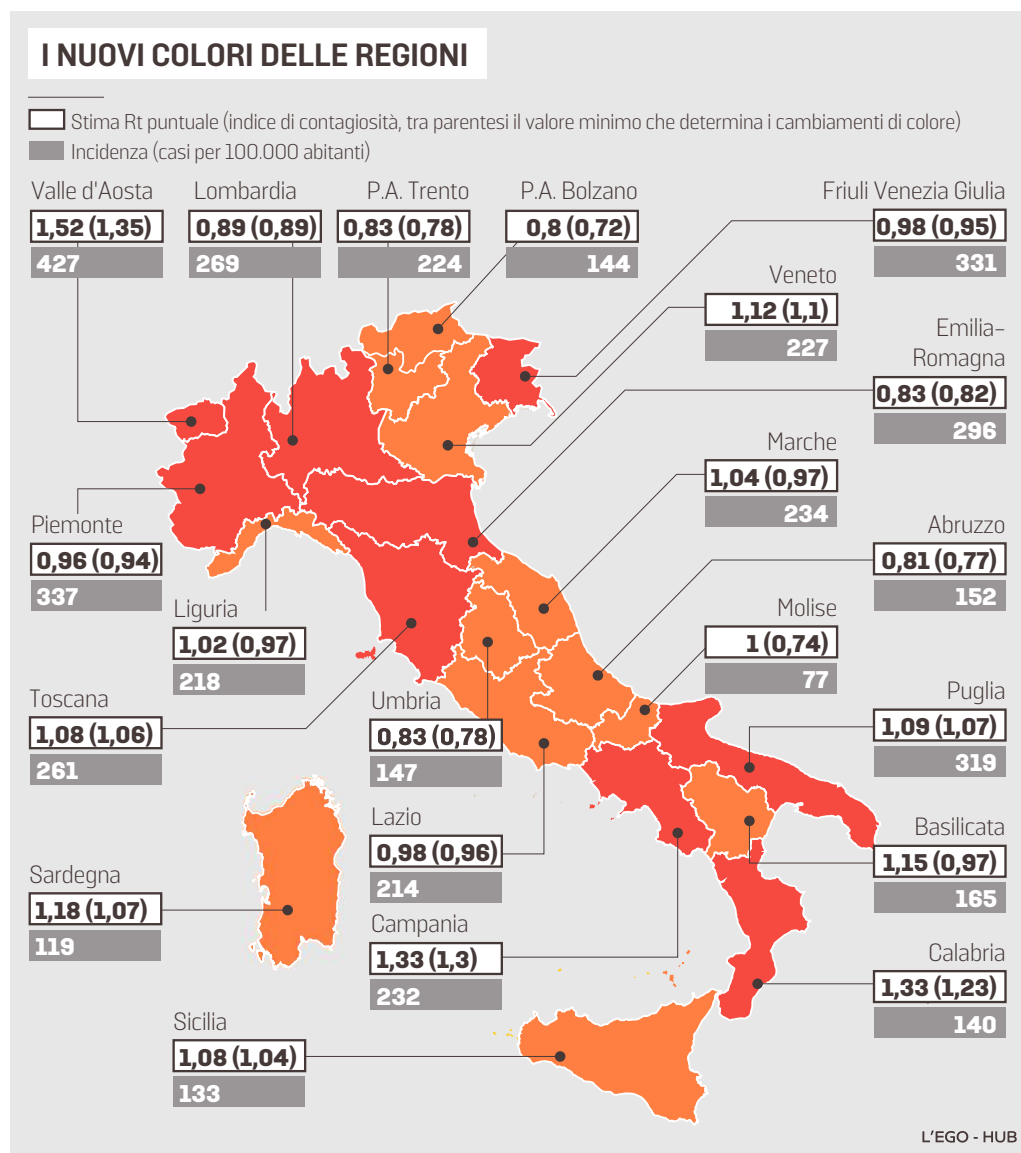 I NUOVI COLORI DELLE REGIONI
Stima Rt puntuale (indice di contagiosità, tra parentesi il valore minimo che determina i cambiamenti di colore)
Incidenza (casi per 100.000 abitanti)
Valle d'Aosta
1,52 (1,35)
427
Lombardia
0,89 (0,89)
269
P.A. Trento
0,83 (0,78)
224
P.A. Bolzano
0,8 (0,72)
144
Friuli Venezia Giulia
0,98 (0,95)
331
Veneto
1,12 (1,1)
227
Emilia–
Romagna
0,83 (0,82)
296
Marche
1,04 (0,97)
234
Piemonte
0,96 (0,94)
337
Abruzzo
0,81 (0,77)
152
Liguria
1,02 (0,97)
218
Molise
1 (0,74)
77
Toscana
1,08 (1,06)
261
Umbria
0,83 (0,78)
147
Puglia
1,09 (1,07)
319
Lazio
0,98 (0,96)
214
Basilicata
1,15 (0,97)
165
Sardegna
1,18 (1,07)
119
Campania
1,33 (1,3)
232
Calabria
1,33 (1,23)
140
Sicilia
1,08 (1,04)
133
L'EGO - HUB